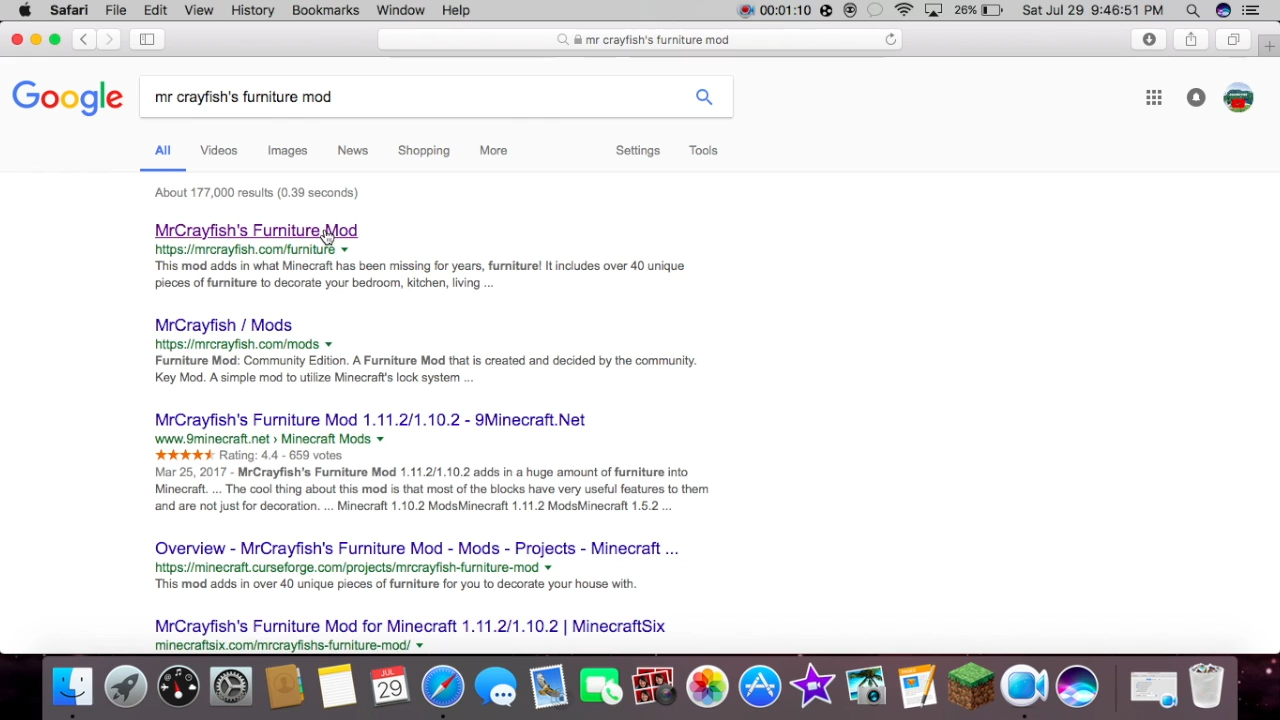 Safari File Edit View History Bookmarks Window Help 00:01:10 26% Sat Jul 29 9:46:51 PM
mr crayfish's furniture mod
Google mr crayfish's furniture mod
All Videos Images News Shopping More Settings Tools
About 177,000 results (0.39 seconds)
MrCrayfish's Furniture Mod
https://mrcrayfish.com/furniture
This mod adds in what Minecraft has been missing for years, furniture! It includes over 40 unique
pieces of furniture to decorate your bedroom, kitchen, living ...
MrCrayfish / Mods
https://mrcrayfish.com/mods
Furniture Mod: Community Edition. A Furniture Mod that is created and decided by the community.
Key Mod. A simple mod to utilize Minecraft's lock system ...
MrCrayfish's Furniture Mod 1.11.2/1.10.2 - 9Minecraft.Net
www.9minecraft.net › Minecraft Mods
Rating: 4.4 - 659 votes
Mar 25, 2017 - MrCrayfish's Furniture Mod 1.11.2/1.10.2 adds in a huge amount of furniture into
Minecraft. ... The cool thing about this mod is that most of the blocks have very useful features to them
and are not just for decoration. ... Minecraft 1.10.2 ModsMinecraft 1.11.2 ModsMinecraft 1.5.2 ...
Overview - MrCrayfish's Furniture Mod - Mods - Projects - Minecraft ...
https://minecraft.curseforge.com/projects/mrcrayfish-furniture-mod
This mod adds in over 40 unique pieces of furniture for you to decorate your house with.
MrCrayfish's Furniture Mod for Minecraft 1.11.2/1.10.2 | MinecraftSix
minecraftsix.com/mrcrayfishs-furniture-mod/
JUL
29